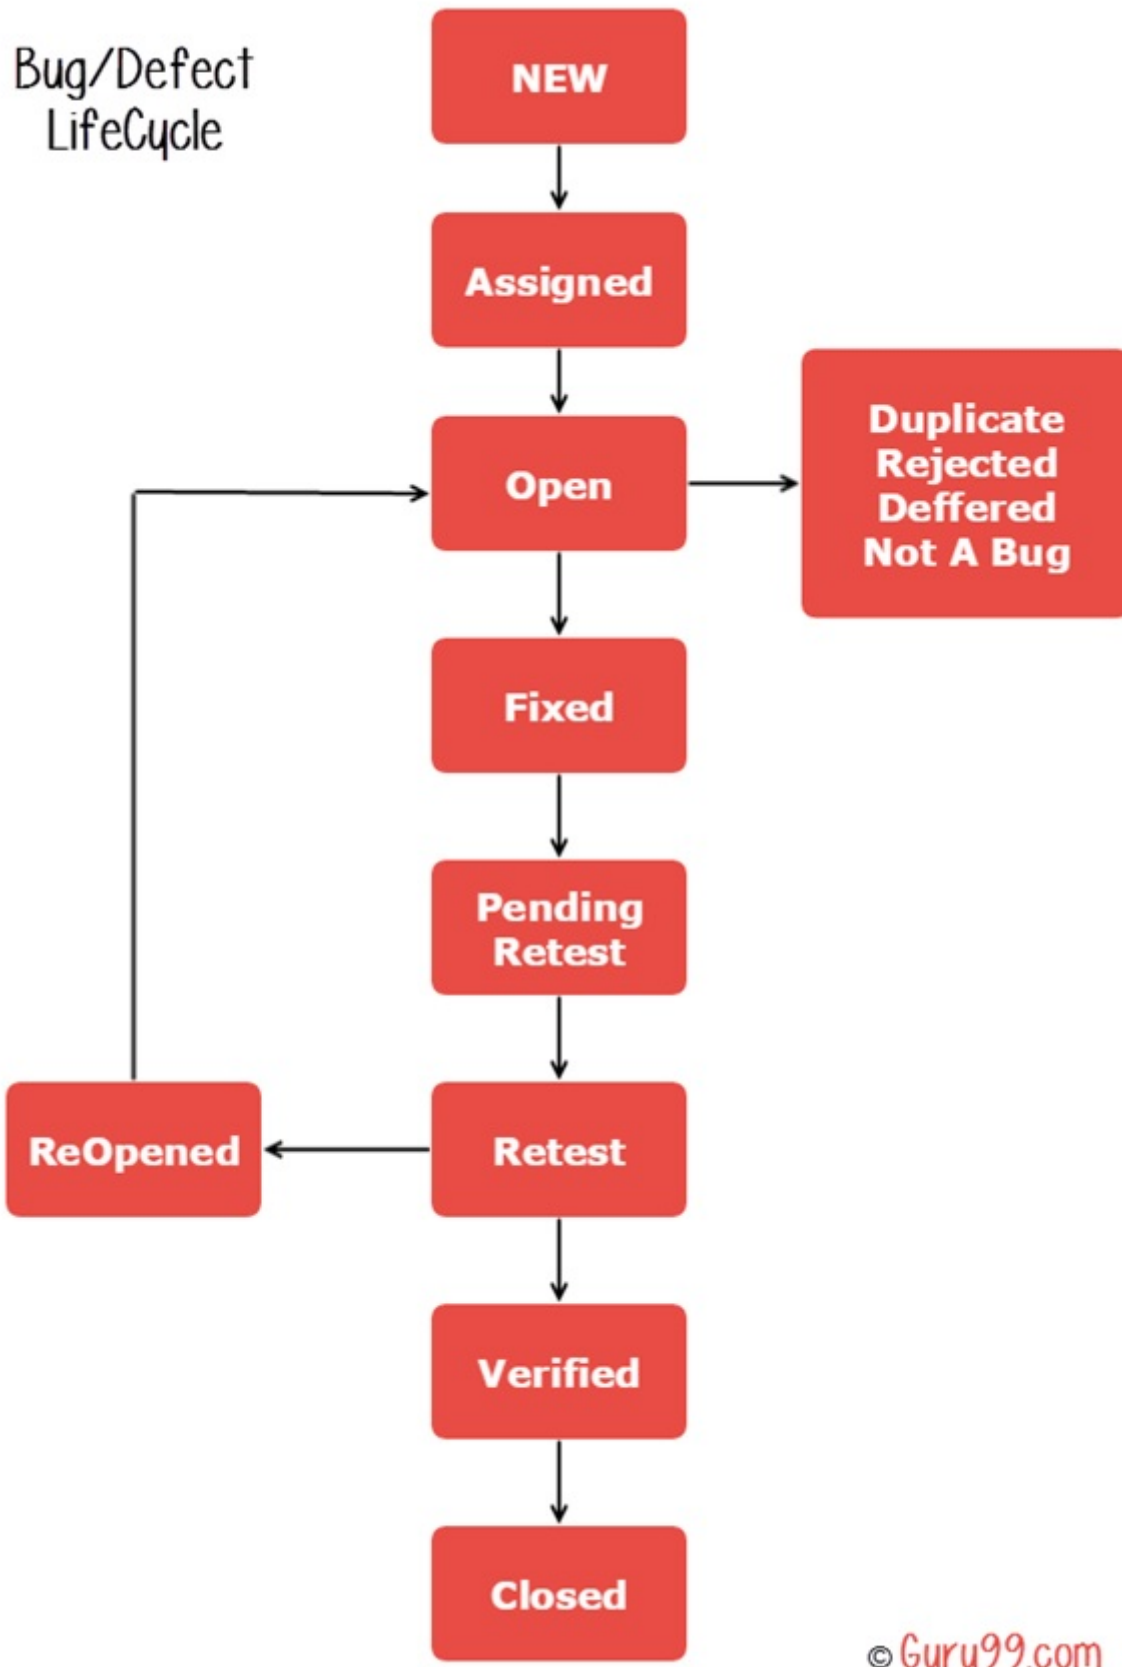 Bug/Defect
LifeCycle
NEW
Assigned
Open
Duplicate
Rejected
Deffered
Not A Bug
Fixed
Pending
Retest
ReOpened
Retest
Verified
Closed
© Guru99.com